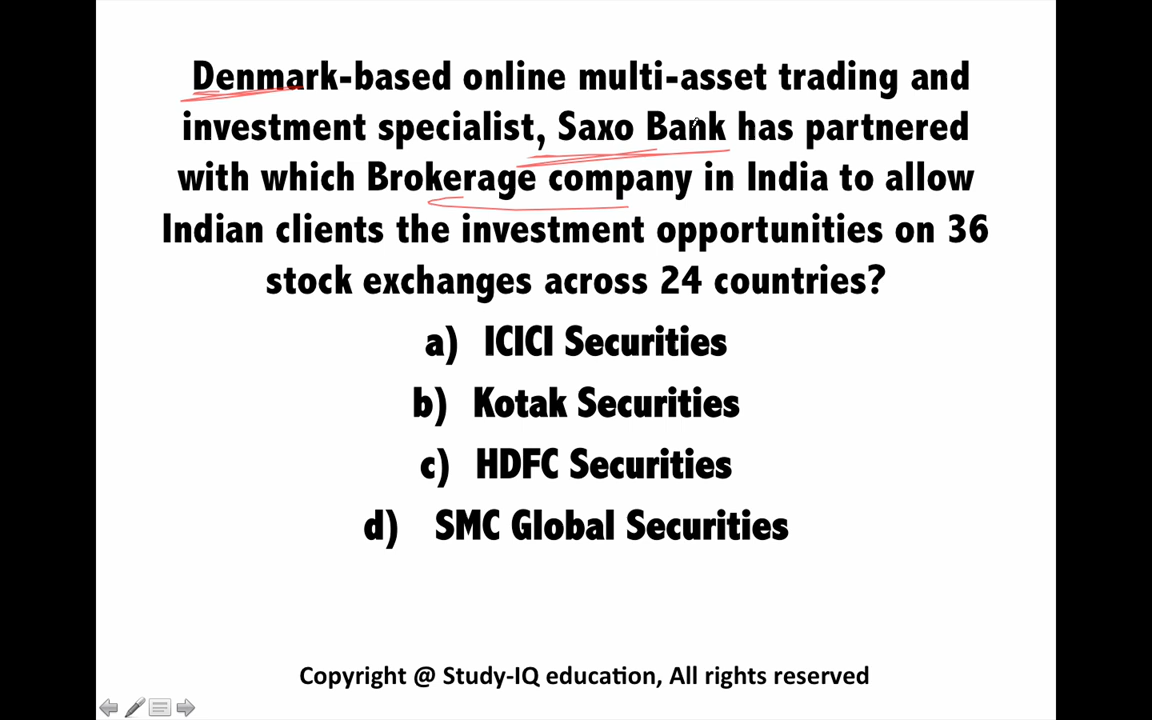 Denmark-based online multi-asset trading and
investment specialist, Saxo Bank has partnered
with which Brokerage company in India to allow
Indian clients the investment opportunities on 36
stock exchanges across 24 countries?
a) ICICI Securities
b) Kotak Securities
c) HDFC Securities
d) SMC Global Securities
Copyright @ Study-IQ education, All rights reserved